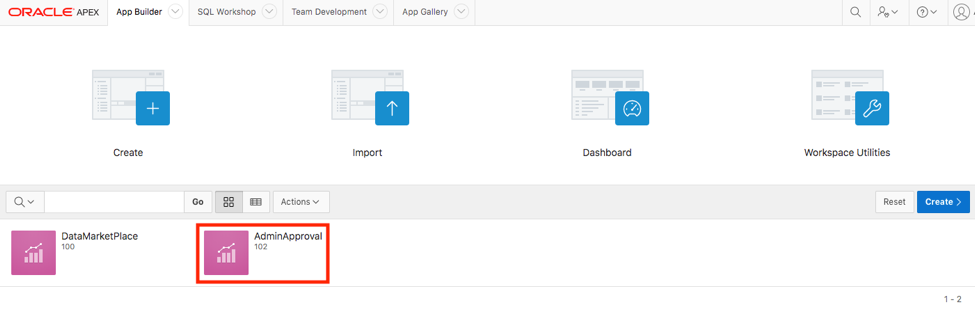 ORACLE APEX App Builder SQL Workshop Team Development App Gallery
Create Import Dashboard Workspace Utilities
Go Actions Reset Create
DataMarketPlace AdminApproval
100 102
1 - 2